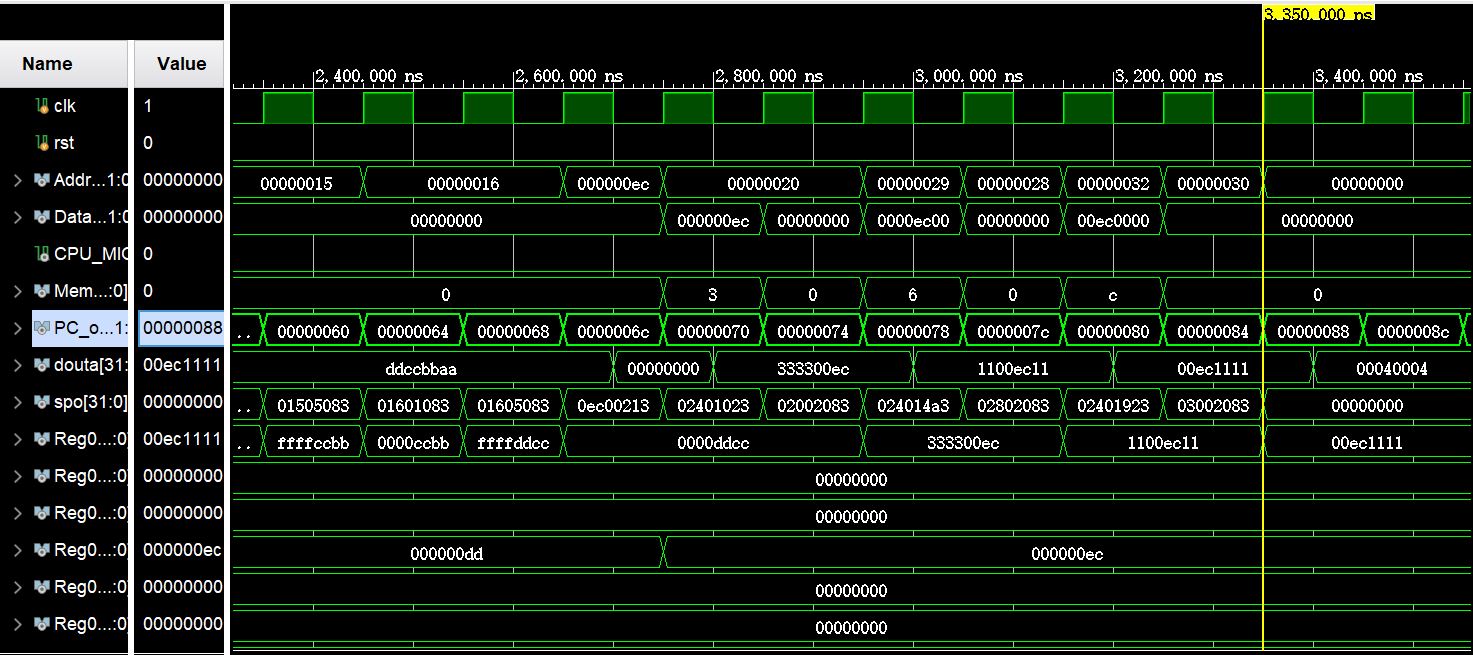 3,350.000 ns
Name Value
2,400.000 ns 2,600.000 ns 2,800.000 ns 3,000.000 ns 3,200.000 ns 3,400.000 ns
clk 1
rst 0
Addr...1:0 00000000 00000015 00000016 000000ec 00000020 00000029 00000028 00000032 00000030 00000000
Data...1:0 00000000 00000000 000000ec 00000000 0000ec00 00000000 00ec0000 00000000
CPU_MIO 0
Mem...:0] 0 0 3 0 6 0 c 0
PC_o...1: 00000088 .. 00000060 00000064 00000068 0000006c 00000070 00000074 00000078 0000007c 00000080 00000084 00000088 0000008c
douta[31: 00ec1111 ddccbbaa 00000000 333300ec 1100ec11 00ec1111 00040004
spo[31:0] 00000000 .. 01505083 01601083 01605083 0ec00213 02401023 02002083 024014a3 02802083 02401923 03002083 00000000
Reg0...:0] 00ec1111 .. ffffccbb 0000ccbb ffffddcc 0000ddcc 333300ec 1100ec11 00ec1111
Reg0...:0] 00000000 00000000
Reg0...:0] 00000000 00000000
Reg0...:0] 000000ec 000000dd 000000ec
Reg0...:0] 00000000 00000000
Reg0...:0] 00000000 00000000